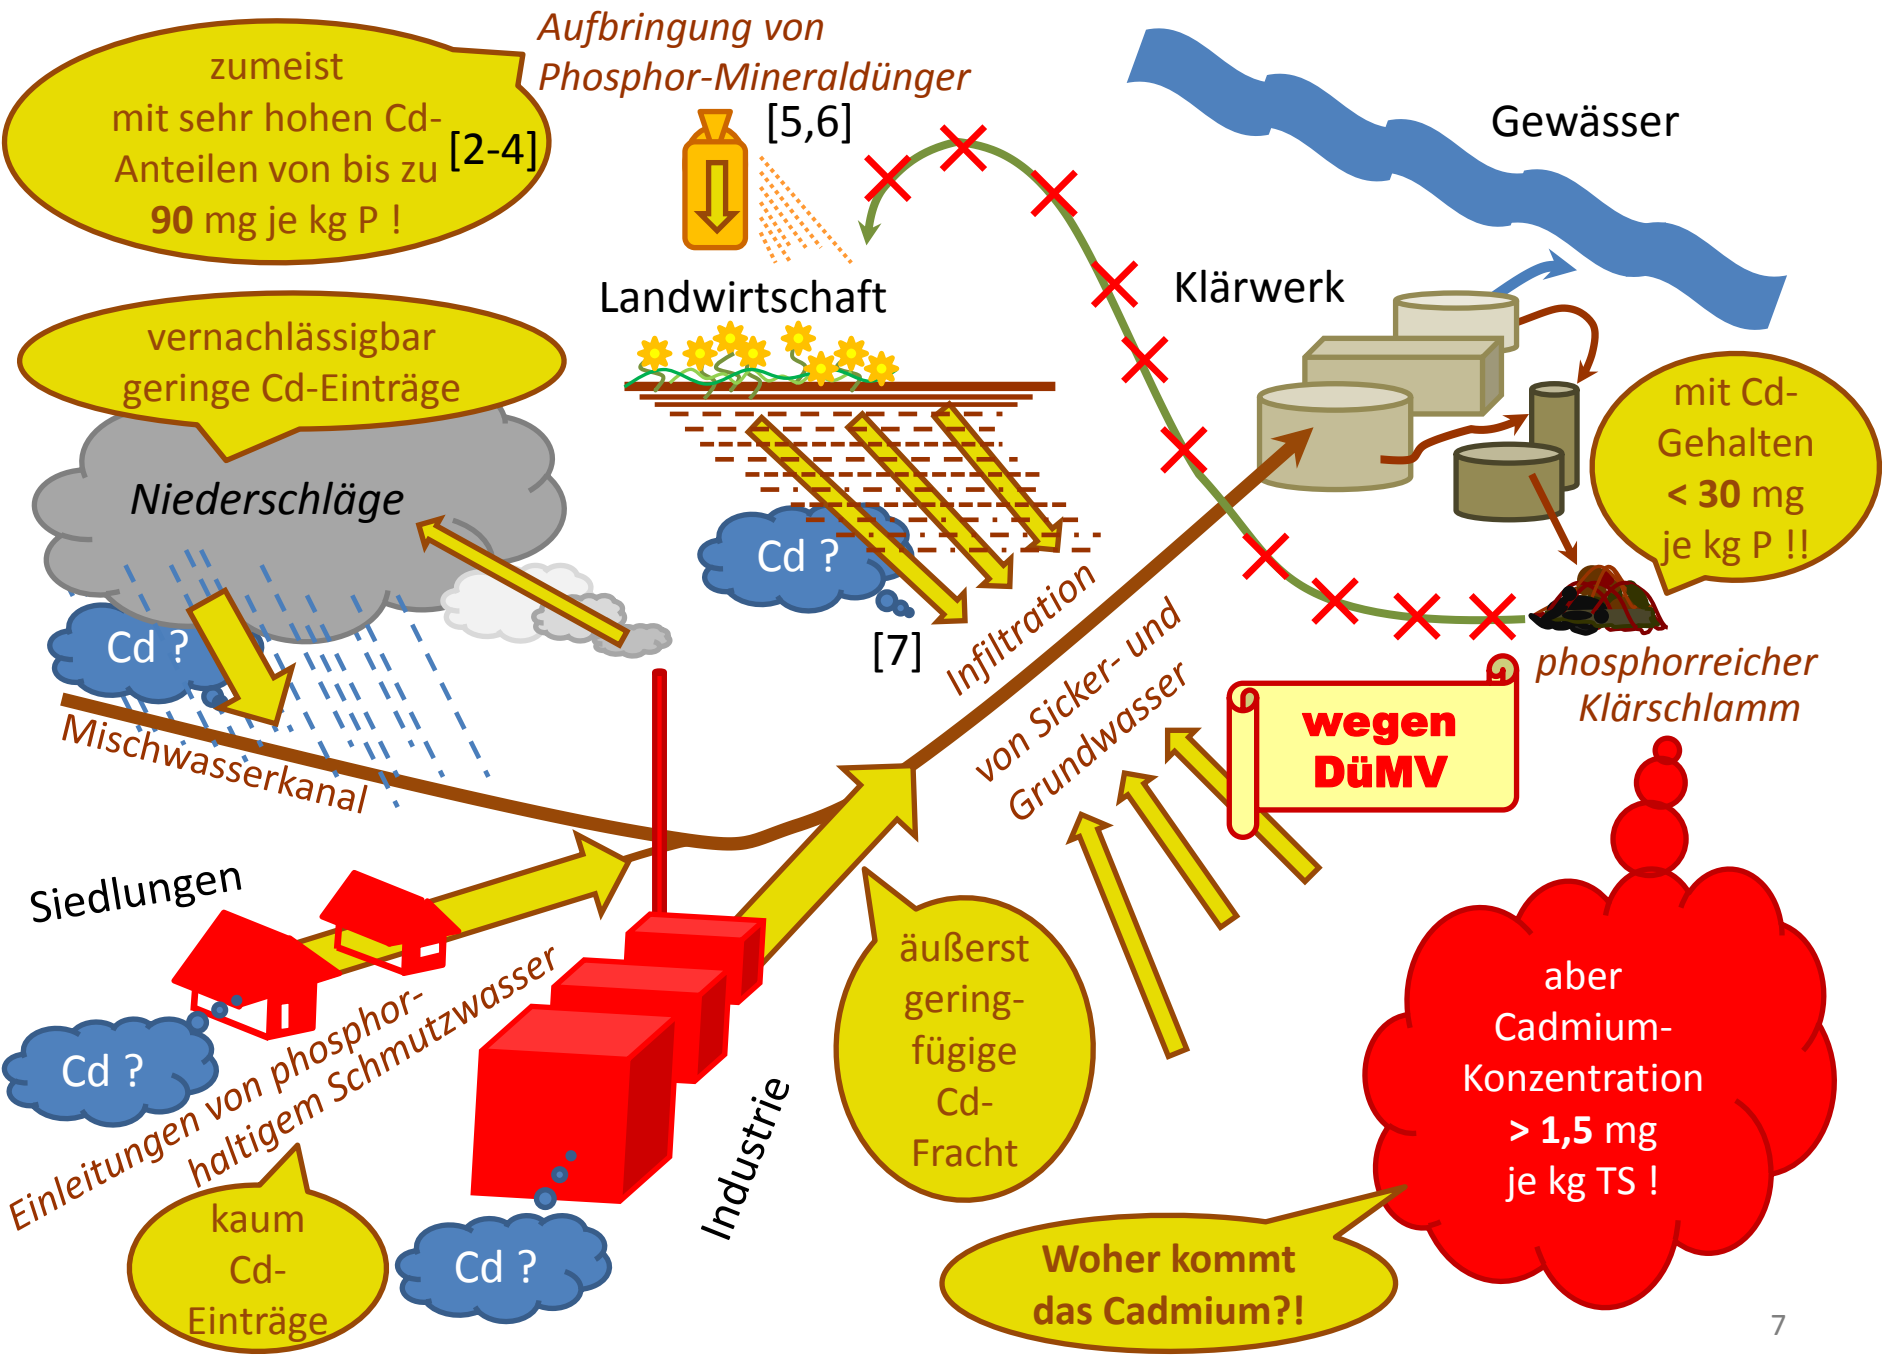 Aufbringung von
Phosphor-Mineraldünger
[5,6]
zumeist
mit sehr hohen Cd-
Anteilen von bis zu
90 mg je kg P !
[2-4]
Gewässer
Klärwerk
Landwirtschaft
vernachlässigbar
geringe Cd-Einträge
Niederschläge
Cd ?
Mischwasserkanal
Cd ?
[7]
Infiltration
von Sicker- und
Grundwasser
mit Cd-
Gehalten
< 30 mg
je kg P !!
phosphorreicher
Klärschlamm
wegen
DüMV
Siedlungen
Cd ?
Einleitungen von phosphor-
haltigem Schmutzwasser
kaum
Cd-
Einträge
Cd ?
Industrie
äußerst
gering-
fügige
Cd-
Fracht
aber
Cadmium-
Konzentration
> 1,5 mg
je kg TS !
Woher kommt
das Cadmium?!
7